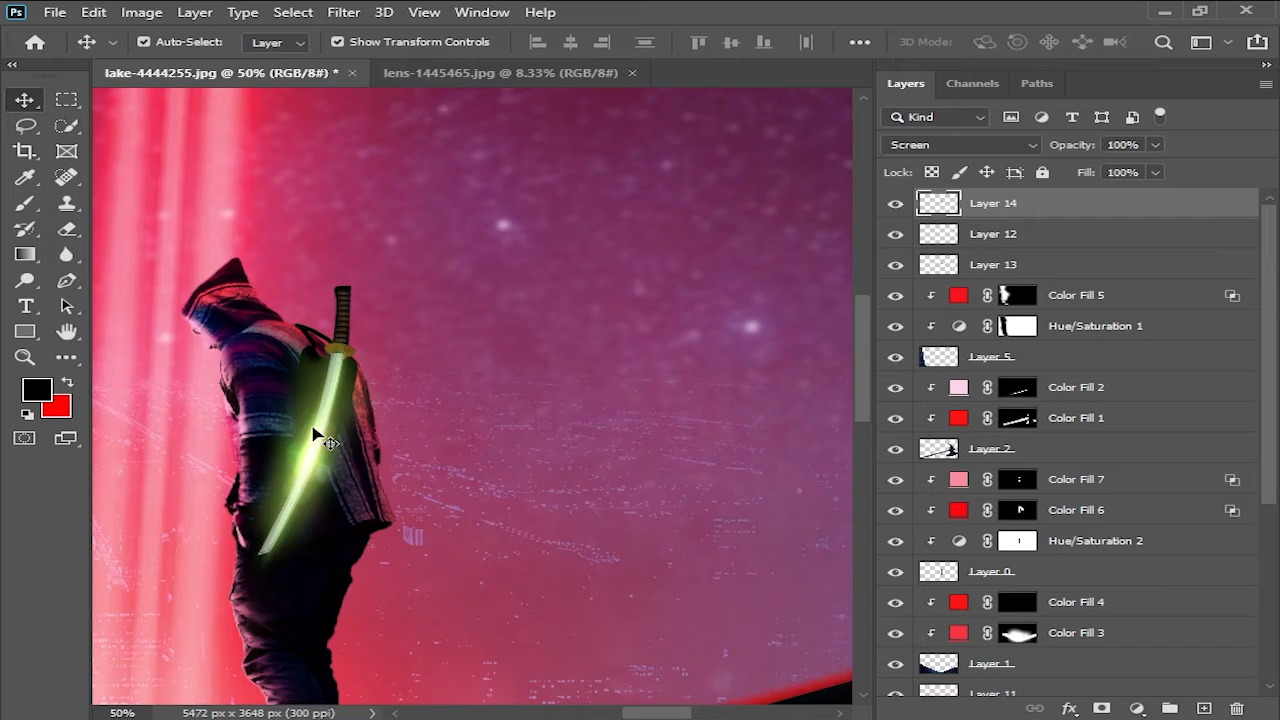 Ps File Edit Image Layer Type Select Filter 3D View Window Help
Auto-Select: Layer Show Transform Controls 3D Mode:
lake-4444255.jpg @ 50% (RGB/8#) * lens-1445465.jpg @ 8.33% (RGB/8#)
Layers Channels Paths
Kind
Screen Opacity: 100%
Lock: Fill: 100%
Layer 14
Layer 12
Layer 13
Color Fill 5
Hue/Saturation 1
Layer 5
Color Fill 2
Color Fill 1
Layer 2
Color Fill 7
Color Fill 6
Hue/Saturation 2
Layer 0
Color Fill 4
Color Fill 3
Layer 1
Layer 11
50% 5472 px x 3648 px (300 ppi)